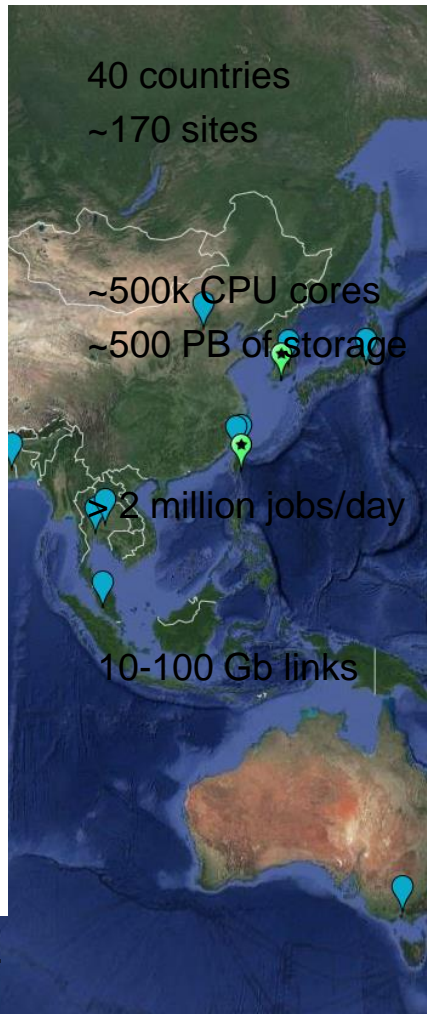 40 countries
~170 sites
~500k CPU cores
~500 PB of storage
> 2 million jobs/day
10-100 Gb links